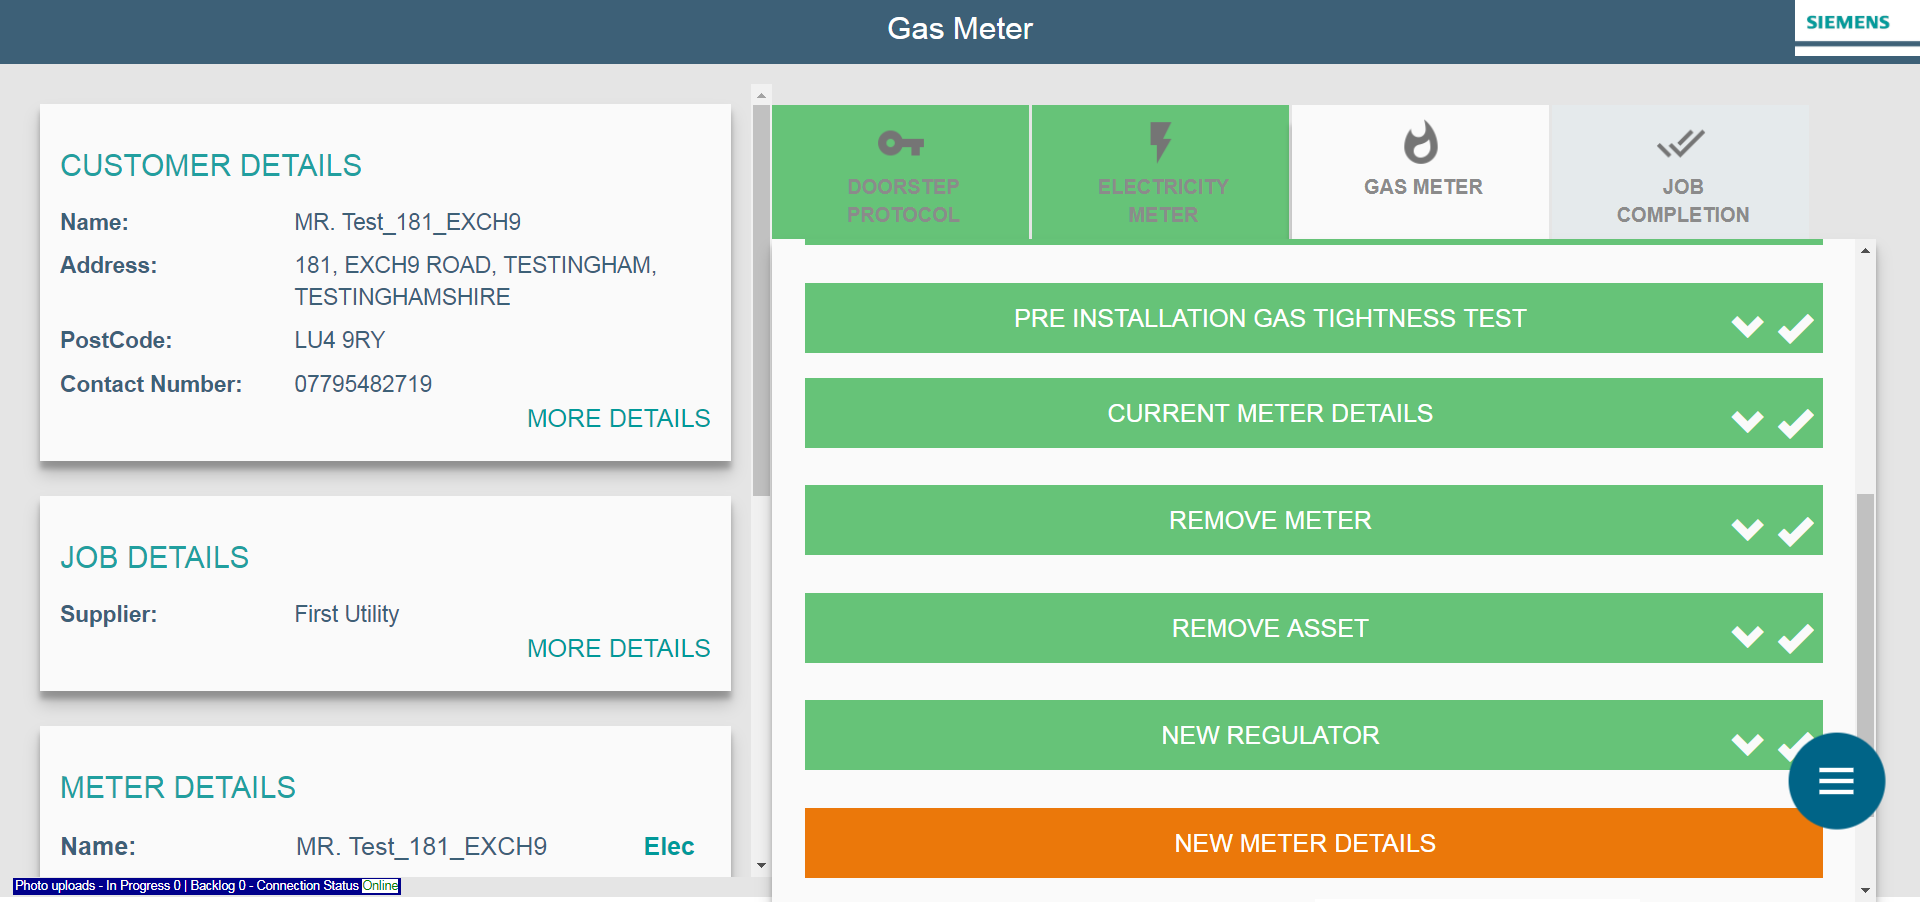 Gas Meter
SIEMENS
CUSTOMER DETAILS
Name: MR. Test_181_EXCH9
Address: 181, EXCH9 ROAD, TESTINGHAM,
TESTINGHAMSHIRE
PostCode: LU4 9RY
Contact Number: 07795482719
MORE DETAILS
JOB DETAILS
Supplier: First Utility
MORE DETAILS
METER DETAILS
Name: MR. Test_181_EXCH9 Elec
Photo uploads - In Progress 0 | Backlog 0 - Connection Status Online
DOORSTEP
PROTOCOL
ELECTRICITY
METER
GAS METER
JOB
COMPLETION
PRE INSTALLATION GAS TIGHTNESS TEST
CURRENT METER DETAILS
REMOVE METER
REMOVE ASSET
NEW REGULATOR
NEW METER DETAILS